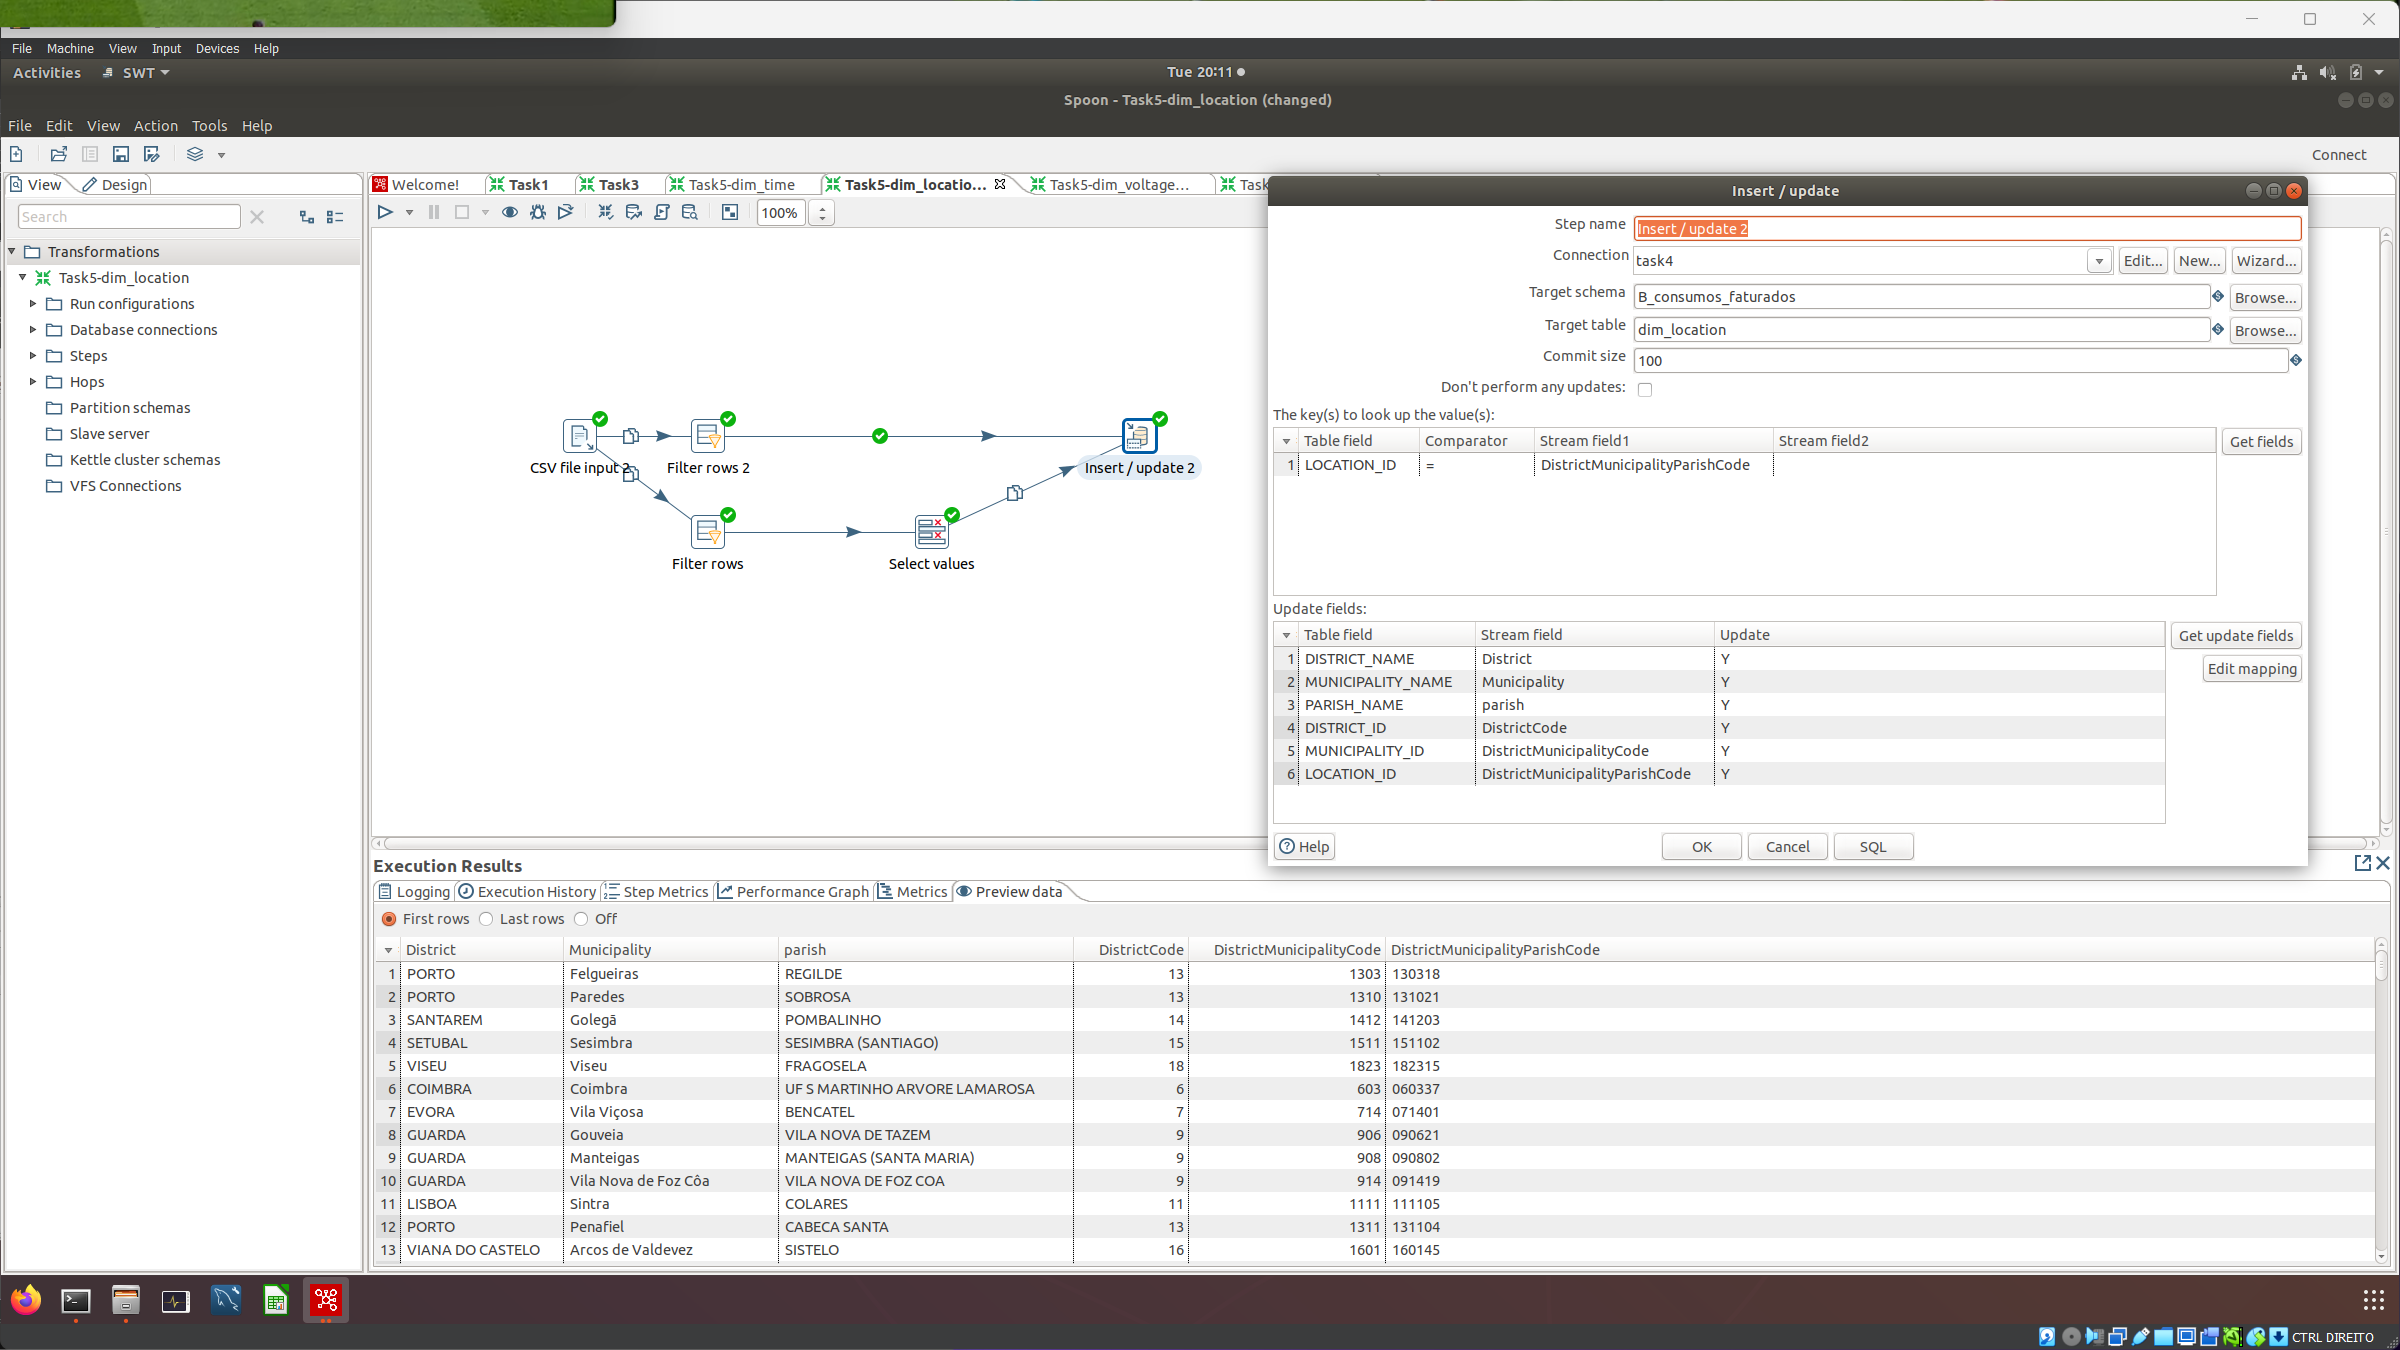 File Machine View Input Devices Help
Activities SWT Tue 20:11
Spoon - Task5-dim_location (changed)
File Edit View Action Tools Help
Connect
View Design
Search
Transformations
Task5-dim_location
Run configurations
Database connections
Steps
Hops
Partition schemas
Slave server
Kettle cluster schemas
VFS Connections
Welcome! Task1 Task3 Task5-dim_time Task5-dim_locatio... Task5-dim_voltage... Task
100%
CSV file input 2
Filter rows 2
Insert / update 2
Filter rows
Select values
Insert / update
Step name Insert / update 2
Connection task4 Edit... New... Wizard...
Target schema B_consumos_faturados Browse...
Target table dim_location Browse...
Commit size 100
Don't perform any updates:
The key(s) to look up the value(s):
Table field Comparator Stream field1 Stream field2 Get fields
1 LOCATION_ID = DistrictMunicipalityParishCode
Update fields:
Table field Stream field Update Get update fields
1 DISTRICT_NAME District Y
Edit mapping
2 MUNICIPALITY_NAME Municipality Y
3 PARISH_NAME parish Y
4 DISTRICT_ID DistrictCode Y
5 MUNICIPALITY_ID DistrictMunicipalityCode Y
6 LOCATION_ID DistrictMunicipalityParishCode Y
Help OK Cancel SQL
Execution Results
Logging Execution History Step Metrics Performance Graph Metrics Preview data
First rows Last rows Off
District Municipality parish DistrictCode DistrictMunicipalityCode DistrictMunicipalityParishCode
1 PORTO Felgueiras REGILDE 13 1303 130318
2 PORTO Paredes SOBROSA 13 1310 131021
3 SANTAREM Golegã POMBALINHO 14 1412 141203
4 SETUBAL Sesimbra SESIMBRA (SANTIAGO) 15 1511 151102
5 VISEU Viseu FRAGOSELA 18 1823 182315
6 COIMBRA Coimbra UF S MARTINHO ARVORE LAMAROSA 6 603 060337
7 EVORA Vila Viçosa BENCATEL 7 714 071401
8 GUARDA Gouveia VILA NOVA DE TAZEM 9 906 090621
9 GUARDA Manteigas MANTEIGAS (SANTA MARIA) 9 908 090802
10 GUARDA Vila Nova de Foz Côa VILA NOVA DE FOZ COA 9 914 091419
11 LISBOA Sintra COLARES 11 1111 111105
12 PORTO Penafiel CABECA SANTA 13 1311 131104
13 VIANA DO CASTELO Arcos de Valdevez SISTELO 16 1601 160145
CTRL DIREITO